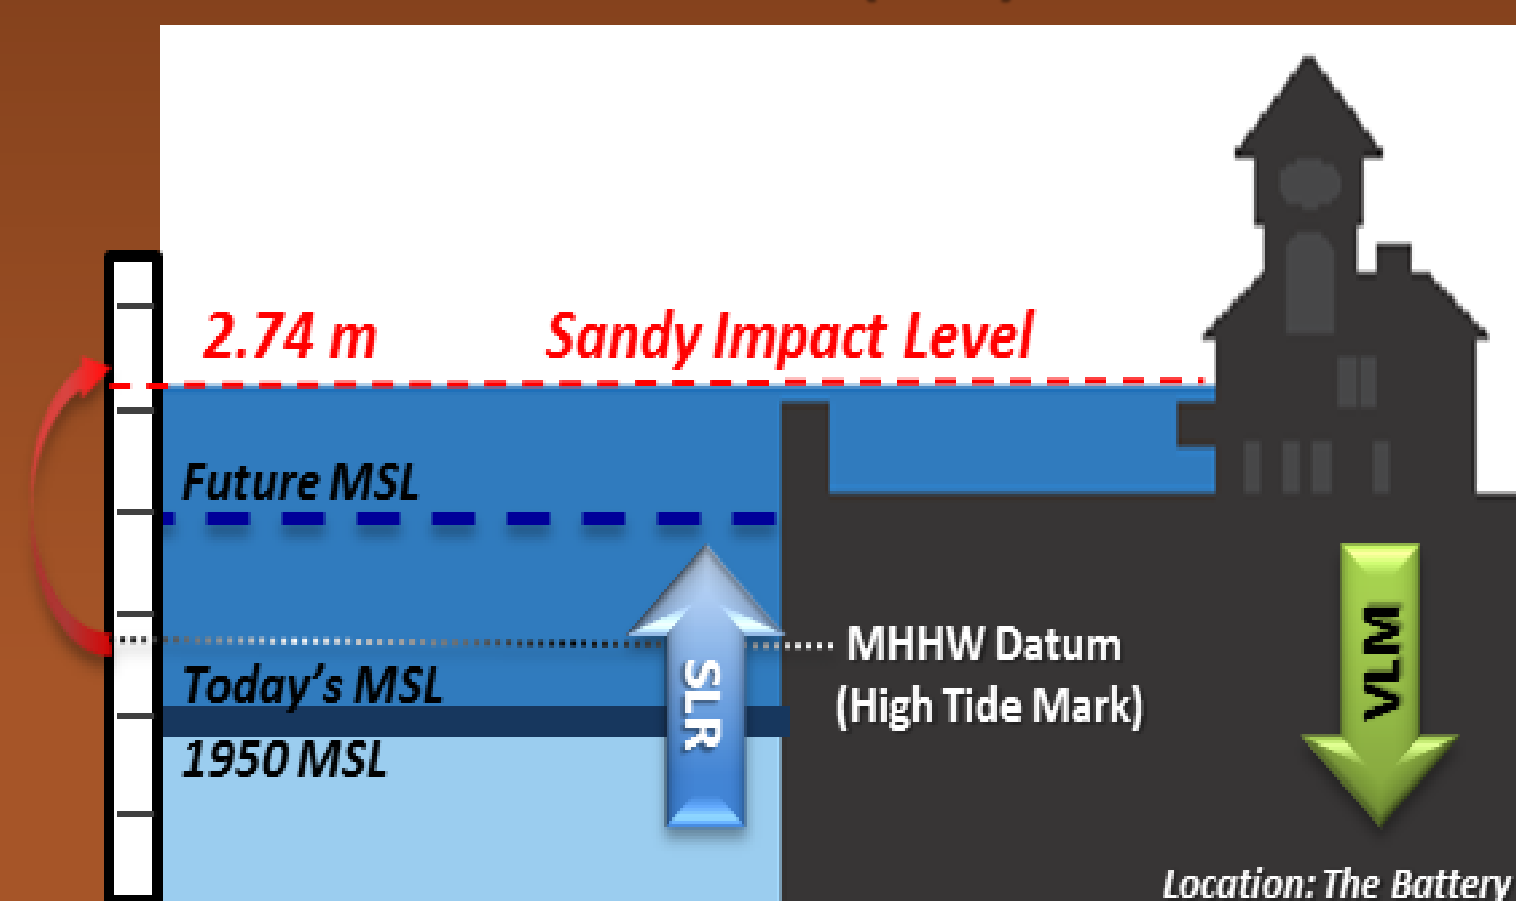 2.74 m Sandy Impact Level
Future MSL
MHHW Datum
(High Tide Mark)
Today's MSL
1950 MSL
SLR
VLM
Location: The Battery